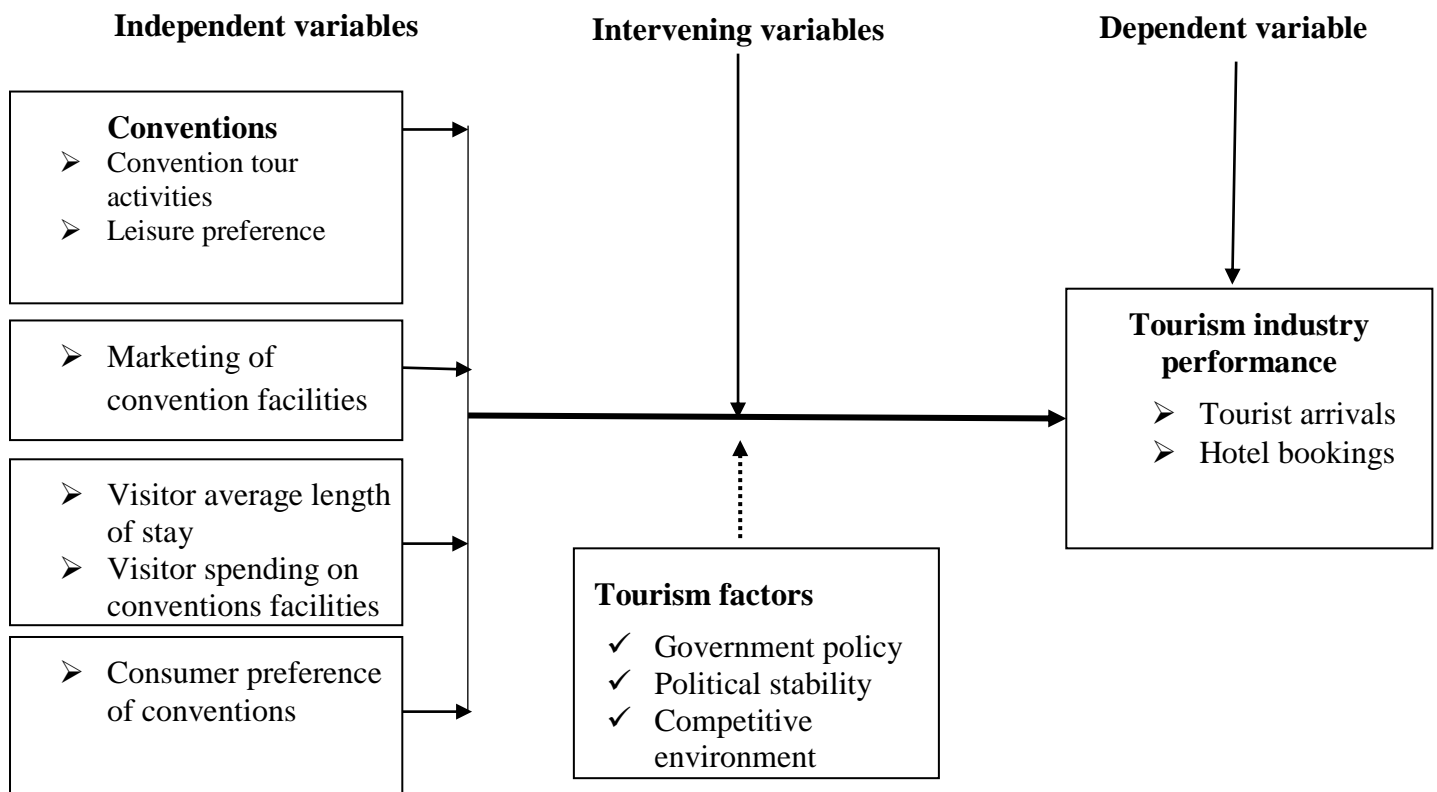 Independent variables
Intervening variables
Dependent variable
Conventions
➢ Convention tour
activities
➢ Leisure preference
➢ Marketing of
convention facilities
➢ Visitor average length
of stay
➢ Visitor spending on
conventions facilities
➢ Consumer preference
of conventions
Tourism factors
✓ Government policy
✓ Political stability
✓ Competitive
environment
Tourism industry
performance
➢ Tourist arrivals
➢ Hotel bookings